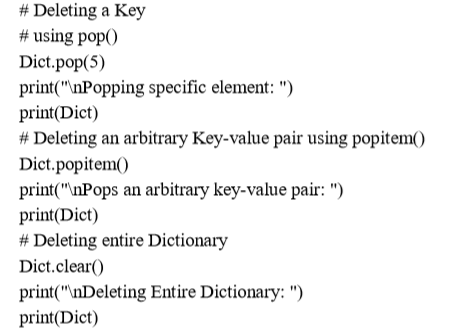 # Deleting a Key
# using pop()
Dict.pop(5)
print("\nPopping specific element: ")
print(Dict)
# Deleting an arbitrary Key-value pair using popitem()
Dict.popitem()
print("\nPops an arbitrary key-value pair: ")
print(Dict)
# Deleting entire Dictionary
Dict.clear()
print("\nDeleting Entire Dictionary: ")
print(Dict)